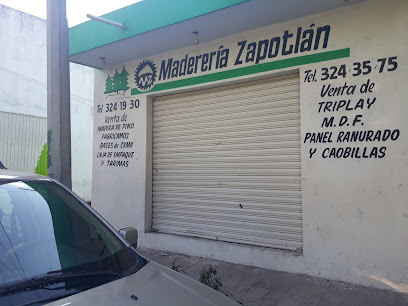 Maderería Zapotlán
Tel. 324 19 30
Venta de
MADERA DE PINO
FABRICAMOS
BASES de CAMA
CAJA DE EMPAQUE
Y TARIMAS
Tel. 324 35 75
Venta de
TRIPLAY
M.D.F.
PANEL RANURADO
Y CAOBILLAS